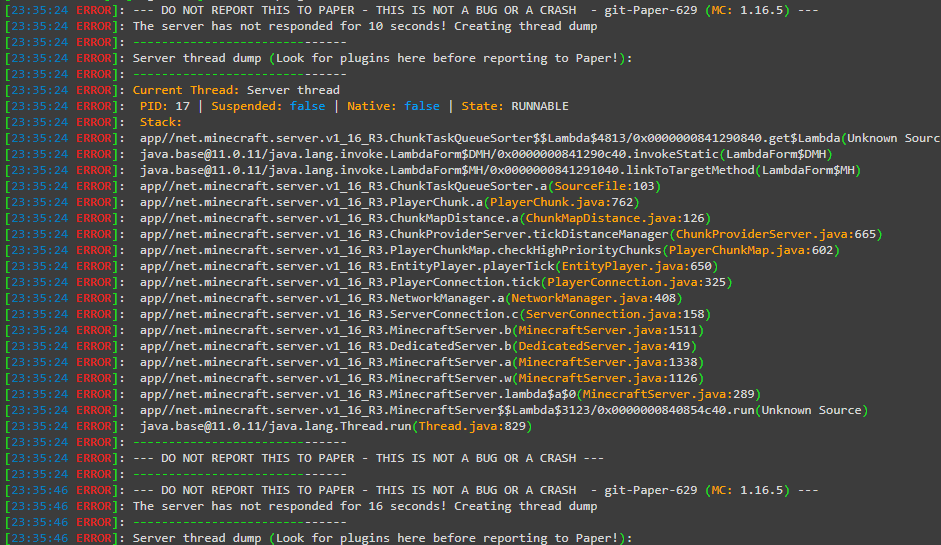 [23:35:24 ERROR]: --- DO NOT REPORT THIS TO PAPER - THIS IS NOT A BUG OR A CRASH  - git-Paper-629 (MC: 1.16.5) ---
[23:35:24 ERROR]: The server has not responded for 10 seconds! Creating thread dump
[23:35:24 ERROR]: ------------------------------
[23:35:24 ERROR]: Server thread dump (Look for plugins here before reporting to Paper!):
[23:35:24 ERROR]: ------------------------------
[23:35:24 ERROR]: Current Thread: Server thread
[23:35:24 ERROR]:  PID: 17 | Suspended: false | Native: false | State: RUNNABLE
[23:35:24 ERROR]:  Stack:
[23:35:24 ERROR]:  app//net.minecraft.server.v1_16_R3.ChunkTaskQueueSorter$$Lambda$4813/0x0000000841290840.get$Lambda(Unknown Sourc
[23:35:24 ERROR]:  java.base@11.0.11/java.lang.invoke.LambdaForm$DMH/0x0000000841290c40.invokeStatic(LambdaForm$DMH)
[23:35:24 ERROR]:  java.base@11.0.11/java.lang.invoke.LambdaForm$MH/0x0000000841291040.linkToTargetMethod(LambdaForm$MH)
[23:35:24 ERROR]:  app//net.minecraft.server.v1_16_R3.ChunkTaskQueueSorter.a(SourceFile:103)
[23:35:24 ERROR]:  app//net.minecraft.server.v1_16_R3.PlayerChunk.a(PlayerChunk.java:762)
[23:35:24 ERROR]:  app//net.minecraft.server.v1_16_R3.ChunkMapDistance.a(ChunkMapDistance.java:126)
[23:35:24 ERROR]:  app//net.minecraft.server.v1_16_R3.ChunkProviderServer.tickDistanceManager(ChunkProviderServer.java:665)
[23:35:24 ERROR]:  app//net.minecraft.server.v1_16_R3.PlayerChunkMap.checkHighPriorityChunks(PlayerChunkMap.java:602)
[23:35:24 ERROR]:  app//net.minecraft.server.v1_16_R3.EntityPlayer.playerTick(EntityPlayer.java:650)
[23:35:24 ERROR]:  app//net.minecraft.server.v1_16_R3.PlayerConnection.tick(PlayerConnection.java:325)
[23:35:24 ERROR]:  app//net.minecraft.server.v1_16_R3.NetworkManager.a(NetworkManager.java:408)
[23:35:24 ERROR]:  app//net.minecraft.server.v1_16_R3.ServerConnection.c(ServerConnection.java:158)
[23:35:24 ERROR]:  app//net.minecraft.server.v1_16_R3.MinecraftServer.b(MinecraftServer.java:1511)
[23:35:24 ERROR]:  app//net.minecraft.server.v1_16_R3.DedicatedServer.b(DedicatedServer.java:419)
[23:35:24 ERROR]:  app//net.minecraft.server.v1_16_R3.MinecraftServer.a(MinecraftServer.java:1338)
[23:35:24 ERROR]:  app//net.minecraft.server.v1_16_R3.MinecraftServer.w(MinecraftServer.java:1126)
[23:35:24 ERROR]:  app//net.minecraft.server.v1_16_R3.MinecraftServer.lambda$a$0(MinecraftServer.java:289)
[23:35:24 ERROR]:  app//net.minecraft.server.v1_16_R3.MinecraftServer$$Lambda$3123/0x0000000840854c40.run(Unknown Source)
[23:35:24 ERROR]:  java.base@11.0.11/java.lang.Thread.run(Thread.java:829)
[23:35:24 ERROR]: ------------------------------
[23:35:24 ERROR]: --- DO NOT REPORT THIS TO PAPER - THIS IS NOT A BUG OR A CRASH ---
[23:35:24 ERROR]: ------------------------------
[23:35:46 ERROR]: --- DO NOT REPORT THIS TO PAPER - THIS IS NOT A BUG OR A CRASH  - git-Paper-629 (MC: 1.16.5) ---
[23:35:46 ERROR]: The server has not responded for 16 seconds! Creating thread dump
[23:35:46 ERROR]: ------------------------------
[23:35:46 ERROR]: Server thread dump (Look for plugins here before reporting to Paper!):